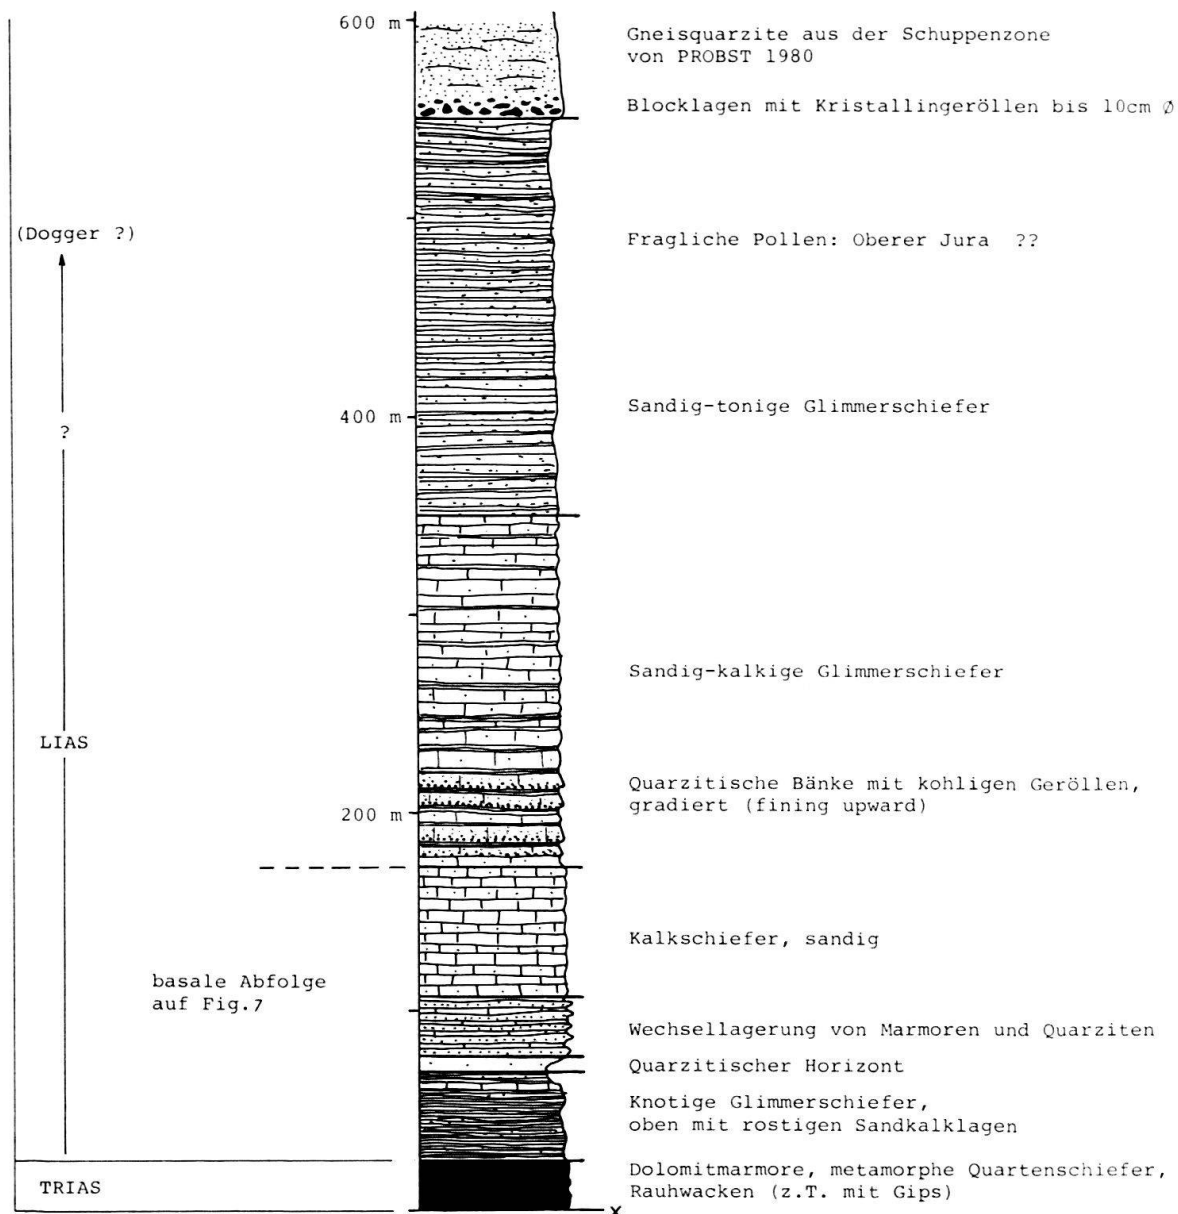 600 m
Gneisquarzite aus der Schuppenzone
von PROBST 1980
Blocklagen mit Kristallingeröllen bis 10cm Ø
(Dogger ?)
Fragliche Pollen: Oberer Jura ??
400 m
Sandig-tonige Glimmerschiefer
?
Sandig-kalkige Glimmerschiefer
LIAS
Quarzitische Bänke mit kohligen Geröllen,
gradiert (fining upward)
200 m
Kalkschiefer, sandig
basale Abfolge
auf Fig.7
Wechsellagerung von Marmoren und Quarziten
Quarzitischer Horizont
Knotige Glimmerschiefer,
oben mit rostigen Sandkalklagen
TRIAS
Dolomitmarmore, metamorphe Quartenschiefer,
Rauhwacken (z.T. mit Gips)
x